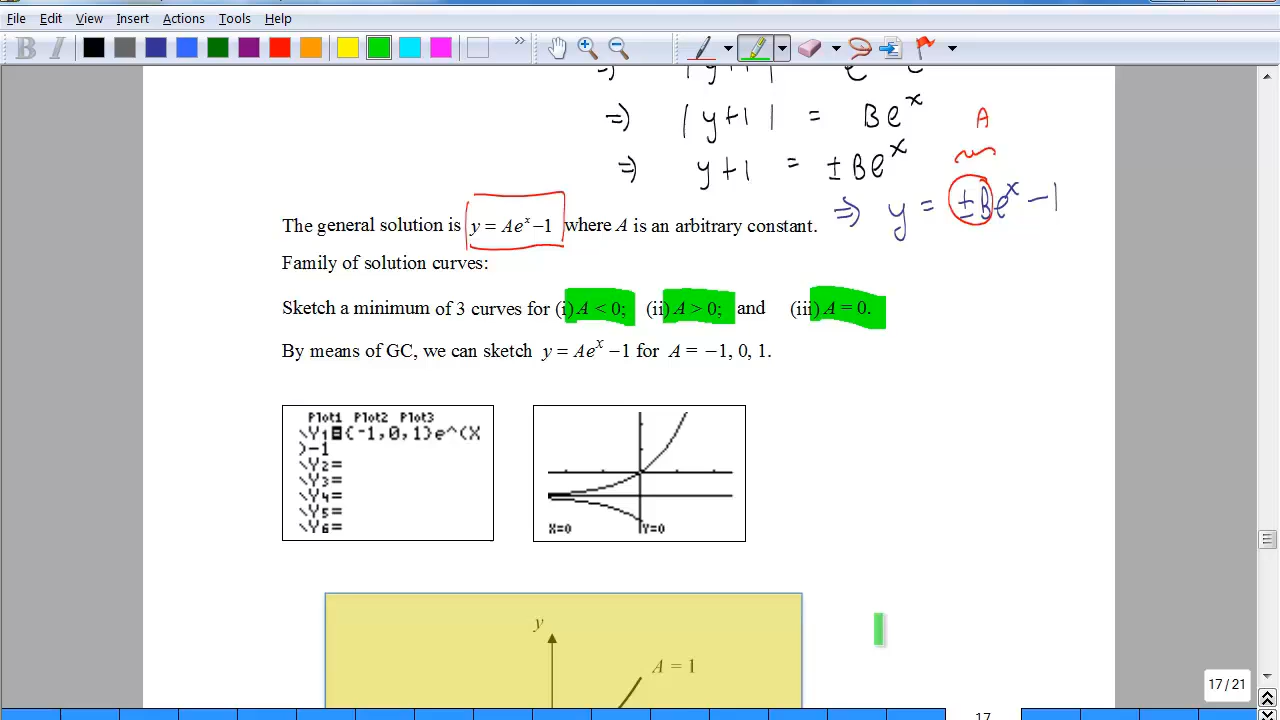 File Edit View Insert Actions Tools Help
B I
⇒ |y+1| = Be^x A
⇒ y+1 = ±Be^x
⇒ y = ±Be^x −1
The general solution is y = Ae^x −1 where A is an arbitrary constant.
Family of solution curves:
Sketch a minimum of 3 curves for (i) A < 0; (ii) A > 0; and (iii) A = 0.
By means of GC, we can sketch y = Ae^x −1 for A = −1, 0, 1.
Plot1 Plot2 Plot3
\Y1={-1,0,1}e^(X
)-1
\Y2=
\Y3=
\Y4=
\Y5=
\Y6=
X=0 Y=0
y
A = 1
17/21
17